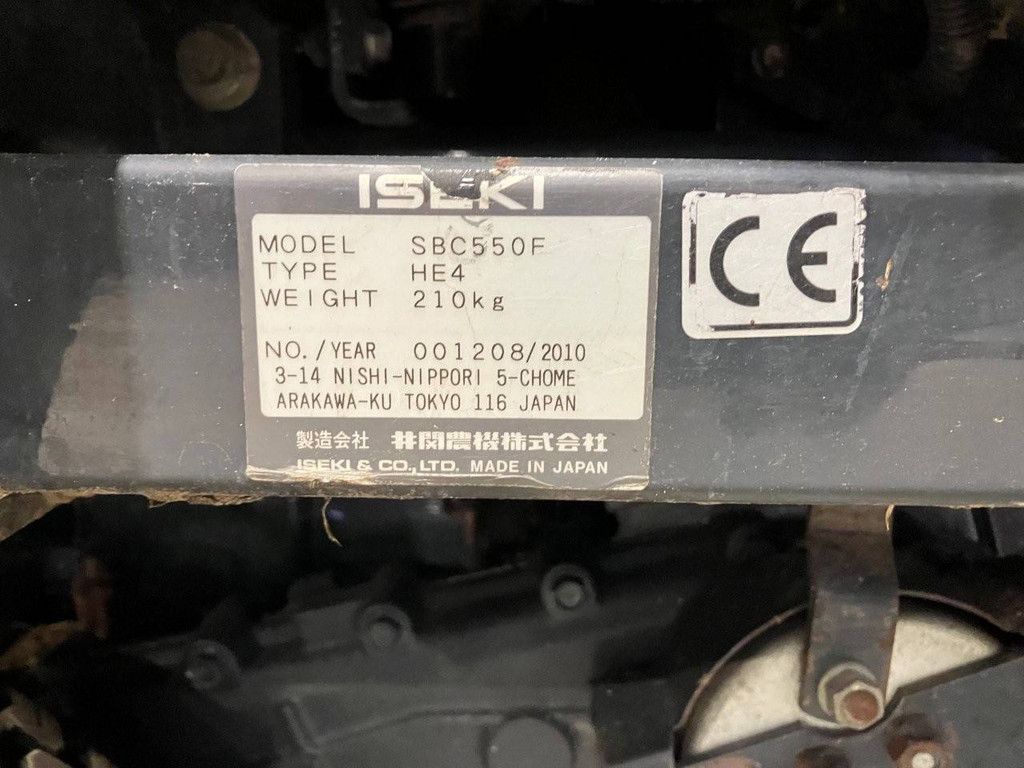 ISEKI
MODEL SBC550F
TYPE HE4
WEIGHT 210kg
NO./YEAR 001208/2010
3-14 NISHI-NIPPORI 5-CHOME
ARAKAWA-KU TOKYO 116 JAPAN
製造会社 井関農機株式会社
ISEKI & CO., LTD. MADE IN JAPAN
CE